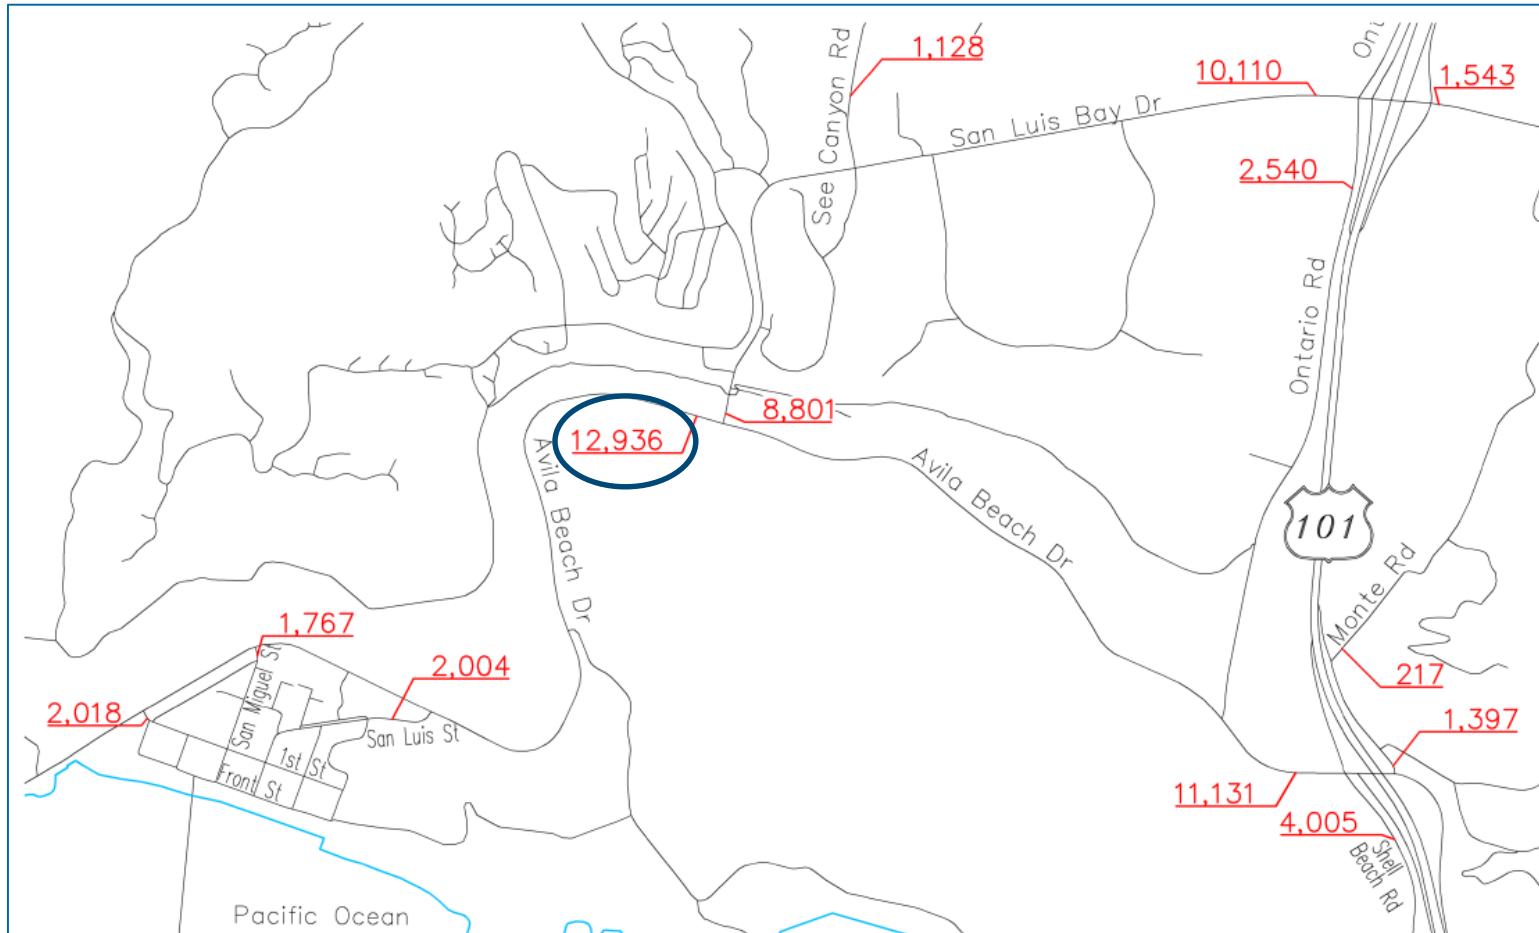 Ont
1,128
See Canyon Rd
10,110
1,543
San Luis Bay Dr
2,540
Ontario Rd
8,801
12,936
Avila Beach Dr
Avila Beach Dr
101
Monte Rd
1,767
2,004
217
2,018
San Miguel St
San Luis St
1,397
1st St
Front St
11,131
4,005
Shell
Beach Rd
Pacific Ocean